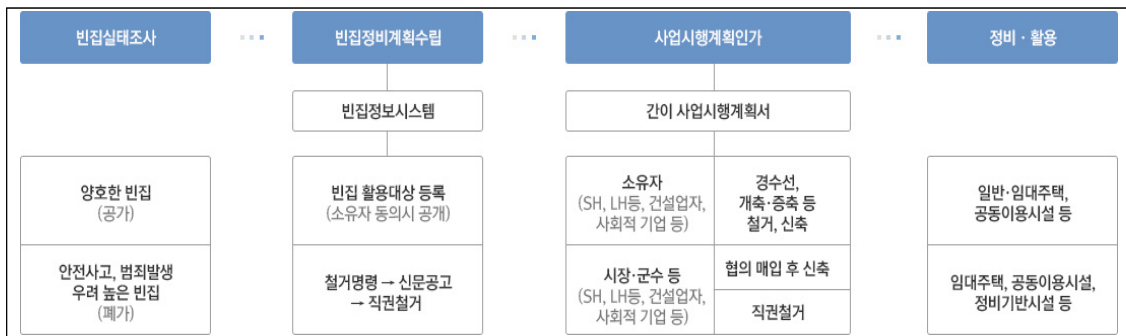 빈집실태조사
빈집정비계획수립
사업시행계획인가
정비 · 활용
빈집정보시스템
간이 사업시행계획서
양호한 빈집
(공가)
빈집 활용대상 등록
(소유자 동의시 공개)
소유자
(SH, LH등, 건설업자,
사회적 기업 등)
경수선,
개축·증축 등
철거, 신축
일반·임대주택,
공동이용시설 등
안전사고, 범죄발생
우려 높은 빈집
(폐가)
철거명령 → 신문공고
→ 직권철거
시장·군수 등
(SH, LH등, 건설업자,
사회적 기업 등)
협의 매입 후 신축
직권철거
임대주택, 공동이용시설,
정비기반시설 등